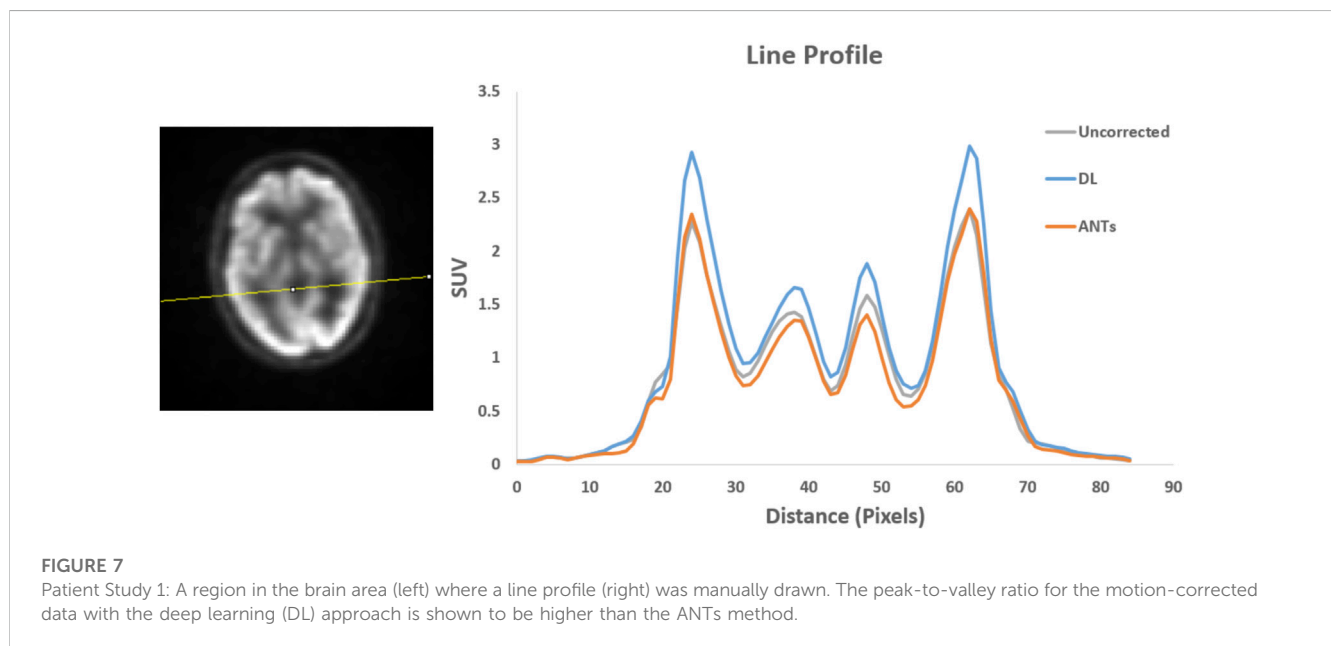 Line Profile
3.5
3
2.5
2
1.5
1
0.5
0
SUV
0 10 20 30 40 50 60 70 80 90
Distance (Pixels)
Uncorrected
DL
ANTs
FIGURE 7
Patient Study 1: A region in the brain area (left) where a line profile (right) was manually drawn. The peak-to-valley ratio for the motion-corrected
data with the deep learning (DL) approach is shown to be higher than the ANTs method.